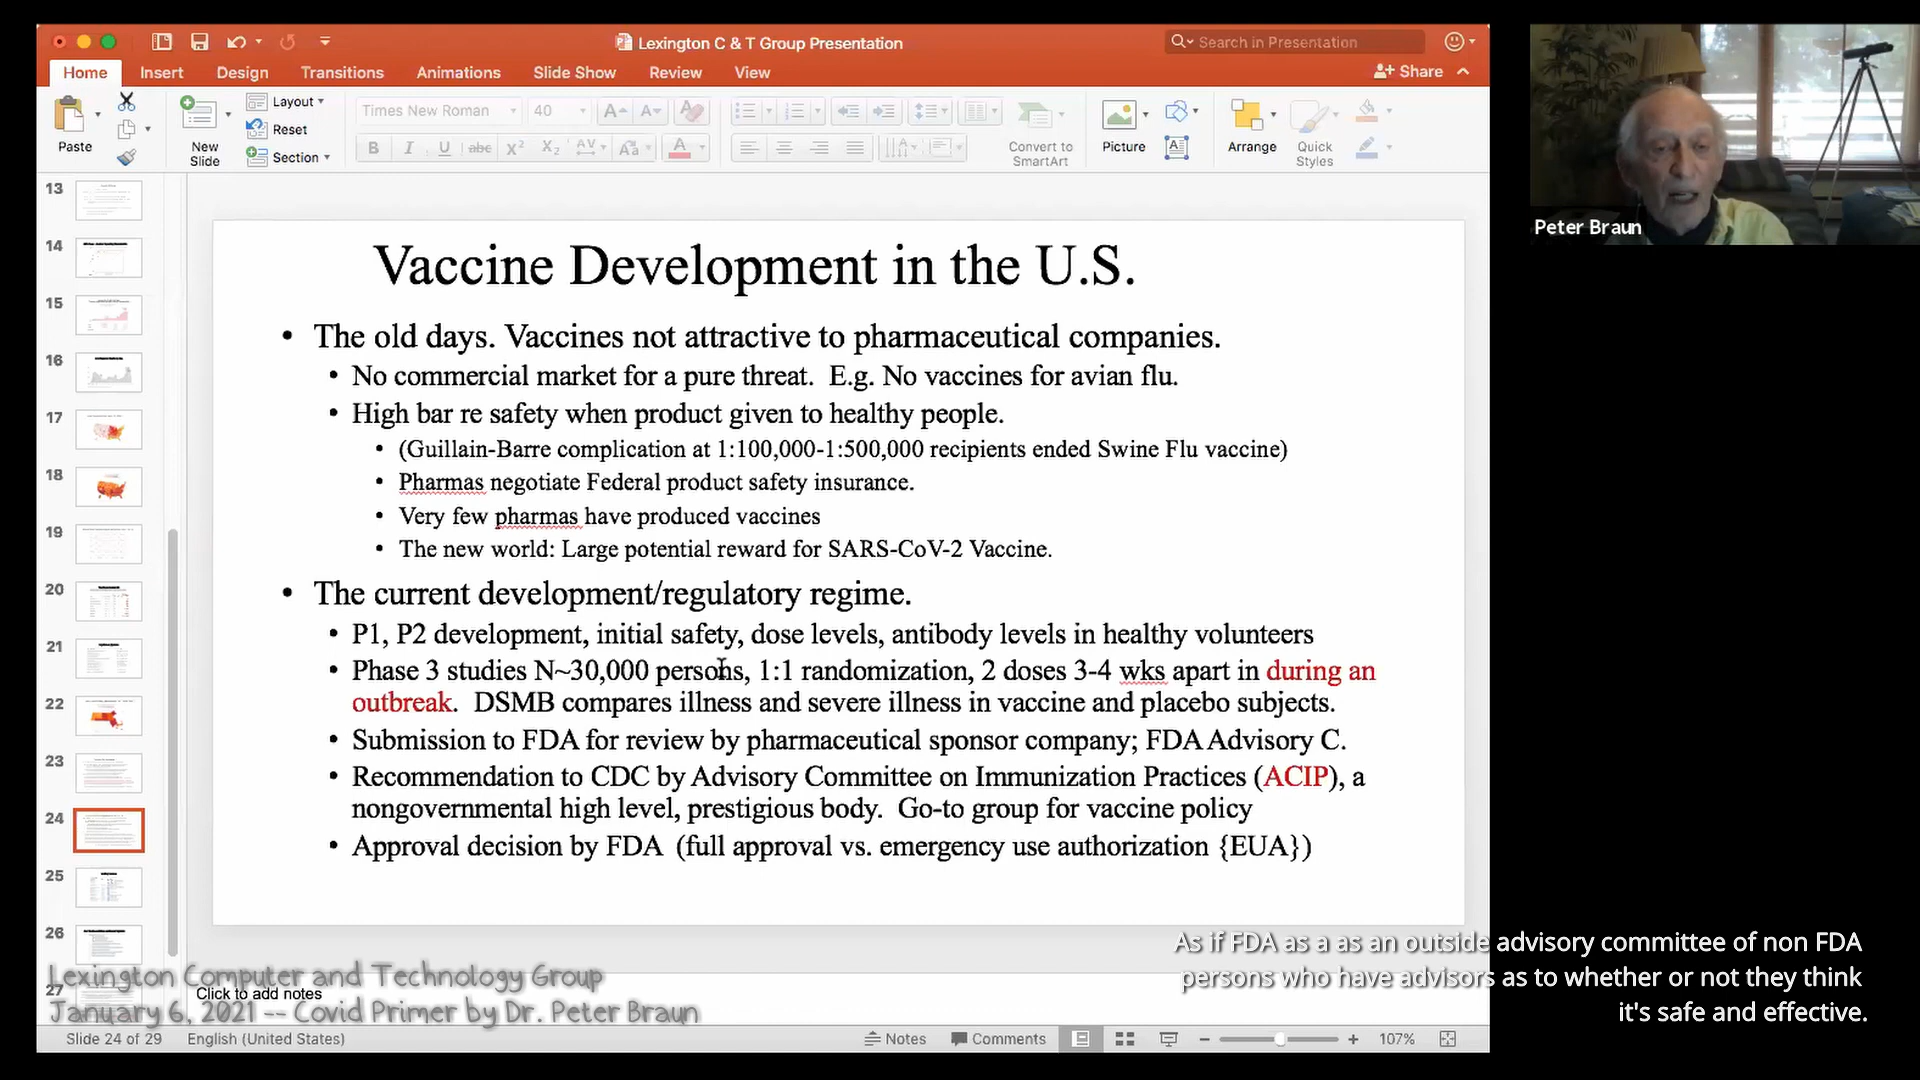 Lexington C & T Group Presentation
Search in Presentation
Home Insert Design Transitions Animations Slide Show Review View
Share
Paste
New Slide
Layout
Reset
Section
Times New Roman 40
B I U abc X² X₂ AV Aa A
Convert to SmartArt
Picture
Arrange
Quick Styles
Peter Braun
13
14
15
16
17
18
19
20
21
22
23
24
25
26
27
Vaccine Development in the U.S.
• The old days. Vaccines not attractive to pharmaceutical companies.
• No commercial market for a pure threat. E.g. No vaccines for avian flu.
• High bar re safety when product given to healthy people.
• (Guillain-Barre complication at 1:100,000-1:500,000 recipients ended Swine Flu vaccine)
• Pharmas negotiate Federal product safety insurance.
• Very few pharmas have produced vaccines
• The new world: Large potential reward for SARS-CoV-2 Vaccine.
• The current development/regulatory regime.
• P1, P2 development, initial safety, dose levels, antibody levels in healthy volunteers
• Phase 3 studies N~30,000 persons, 1:1 randomization, 2 doses 3-4 wks apart in during an
outbreak. DSMB compares illness and severe illness in vaccine and placebo subjects.
• Submission to FDA for review by pharmaceutical sponsor company; FDA Advisory C.
• Recommendation to CDC by Advisory Committee on Immunization Practices (ACIP), a
nongovernmental high level, prestigious body. Go-to group for vaccine policy
• Approval decision by FDA (full approval vs. emergency use authorization {EUA})
As if FDA as a as an outside advisory committee of non FDA
persons who have advisors as to whether or not they think
it's safe and effective.
Lexington Computer and Technology Group
Click to add notes
January 6, 2021 -- Covid Primer by Dr. Peter Braun
Slide 24 of 29 English (United States) Notes Comments 107%